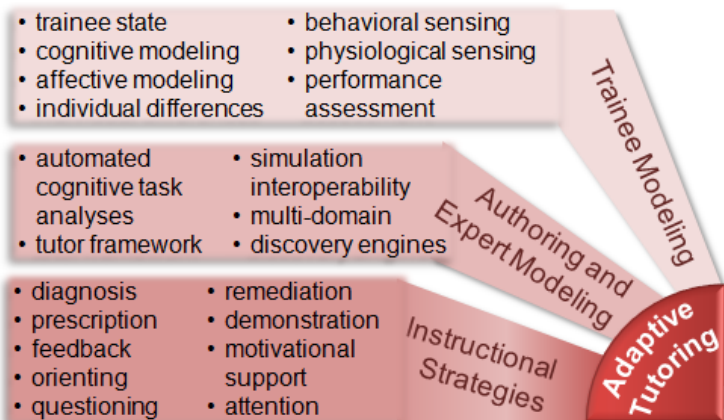 • trainee state
• cognitive modeling
• affective modeling
• individual differences
• behavioral sensing
• physiological sensing
• performance
assessment
Trainee Modeling
• automated
cognitive task
analyses
• tutor framework
• simulation
interoperability
• multi-domain
• discovery engines
Authoring and
Expert Modeling
• diagnosis
• prescription
• feedback
• orienting
• questioning
• remediation
• demonstration
• motivational
support
• attention
Instructional
Strategies
Adaptive
Tutoring